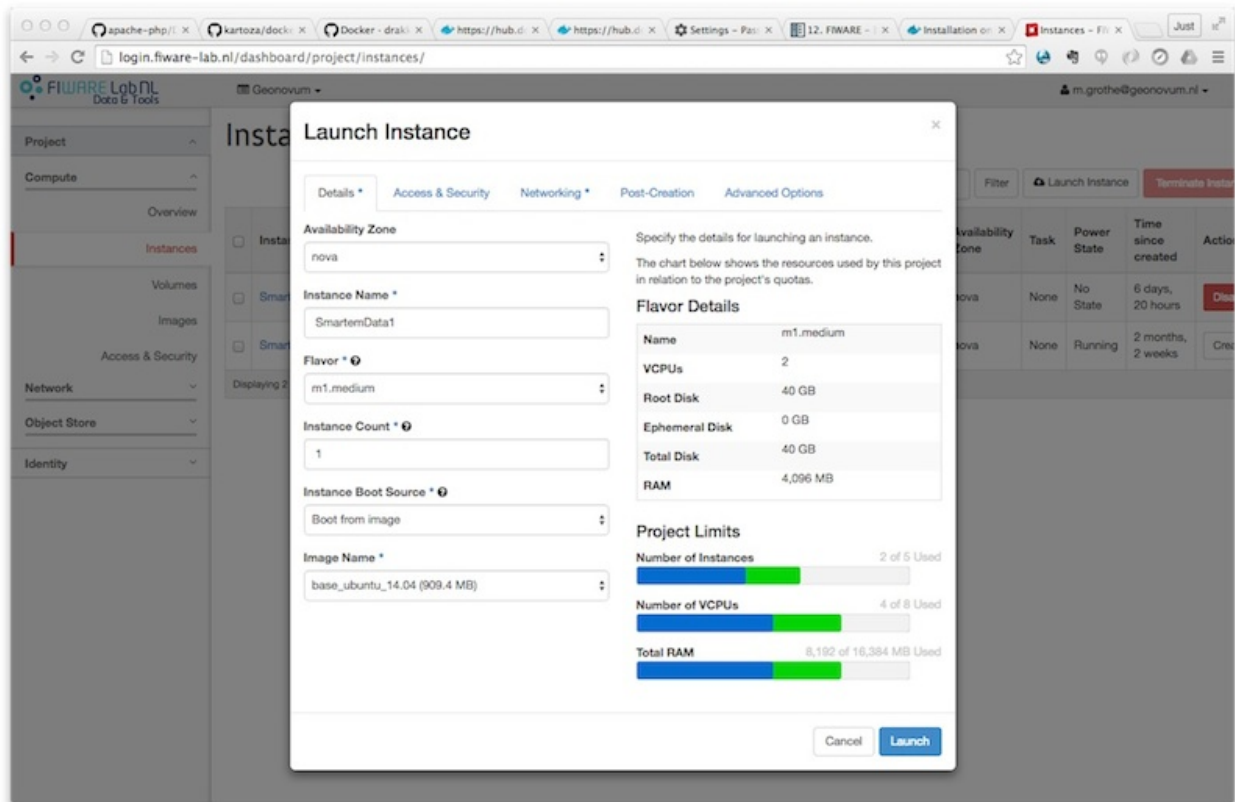 apache-php/
kartoza/docke
Docker - drakk
https://hub.d
https://hub.d
Settings - Pas
12. FIWARE -
Installation on
Instances - FI
Just
login.fiware-lab.nl/dashboard/project/instances/
FIWARE Lab NL
Data & Tools
Geonovum
m.grothe@geonovum.nl
Project
Compute
Overview
Instances
Volumes
Images
Access & Security
Network
Object Store
Identity
Insta
Filter
Launch Instance
Terminate Instan
Insta
Availability Zone
Task
Power State
Time since created
Actio
Smart
nova
None
No State
6 days, 20 hours
Disa
Smart
nova
None
Running
2 months, 2 weeks
Crea
Displaying 2
Launch Instance
×
Details *
Access & Security
Networking *
Post-Creation
Advanced Options
Availability Zone
nova
Instance Name *
SmartemData1
Flavor *
m1.medium
Instance Count *
1
Instance Boot Source *
Boot from image
Image Name *
base_ubuntu_14.04 (909.4 MB)
Specify the details for launching an instance.
The chart below shows the resources used by this project
in relation to the project's quotas.
Flavor Details
Name m1.medium
VCPUs 2
Root Disk 40 GB
Ephemeral Disk 0 GB
Total Disk 40 GB
RAM 4,096 MB
Project Limits
Number of Instances 2 of 5 Used
Number of VCPUs 4 of 8 Used
Total RAM 8,192 of 16,384 MB Used
Cancel
Launch